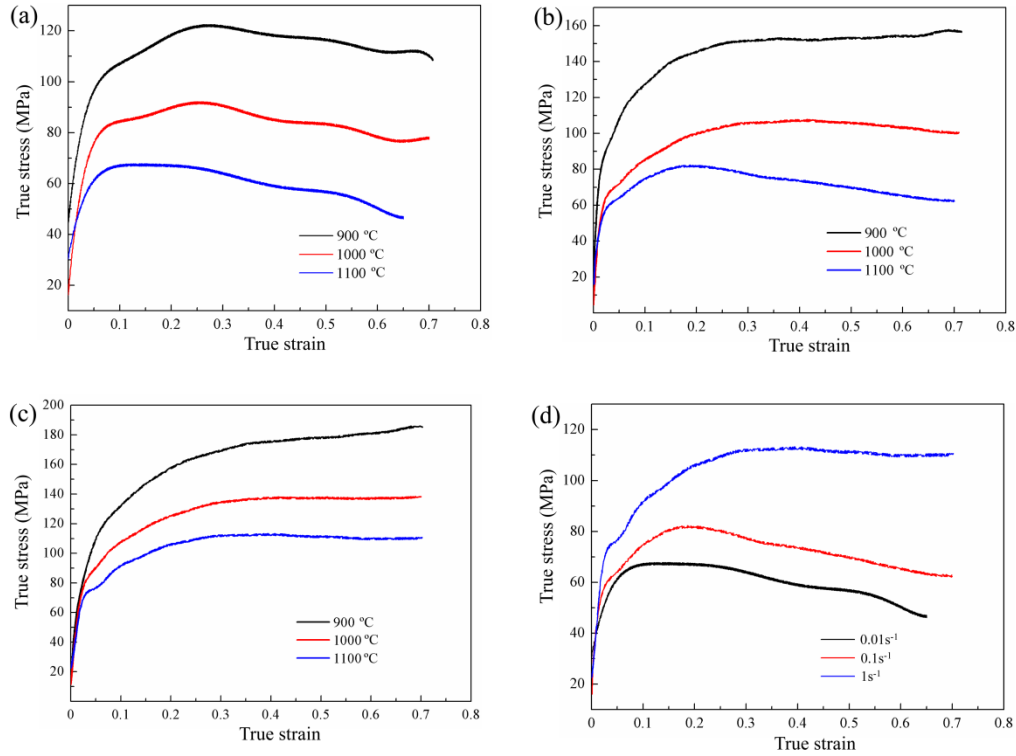 (a)
120
100
80
60
40
20
0
0.1
0.2
0.3
0.4
0.5
0.6
0.7
0.8
True stress (MPa)
True strain
900 ºC
1000 ºC
1100 ºC
(b)
160
140
120
100
80
60
40
20
0
0.1
0.2
0.3
0.4
0.5
0.6
0.7
0.8
True stress (MPa)
True strain
900 ºC
1000 ºC
1100 ºC
(c)
200
180
160
140
120
100
80
60
40
20
0
0
0.1
0.2
0.3
0.4
0.5
0.6
0.7
0.8
True stress (MPa)
True strain
900 ºC
1000 ºC
1100 ºC
(d)
120
100
80
60
40
20
0
0.1
0.2
0.3
0.4
0.5
0.6
0.7
0.8
True stress (MPa)
True strain
0.01s⁻¹
0.1s⁻¹
1s⁻¹